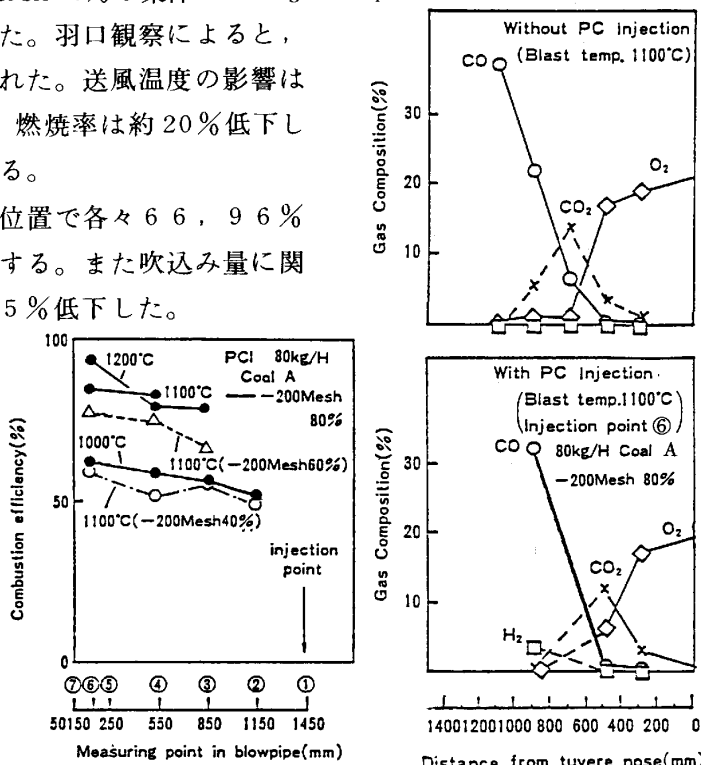 た。羽口観察によると，
れた。送風温度の影響は
燃焼率は約20％低下し
る。
位置で各々６６，９６％
する。また吹込み量に関
５％低下した。
100
50
0
Combustion efficiency(%)
1200°C
PCI 80kg/H
Coal A
1100°C
—200Mesh
80%
1000°C
1100°C(—200Mesh60%)
1100°C(—200Mesh40%)
injection
point
⑦⑥⑤ ④ ③ ② ①
50150 250 550 850 1150 1450
Measuring point in blowpipe(mm)
Without PC Injection
(Blast temp. 1100°C)
CO
CO₂
O₂
30
20
10
Gas Composition(%)
With PC Injection
(Blast temp.1100°C)
(Injection point ⑥)
CO
80kg/H Coal A
—200Mesh 80%
O₂
CO₂
H₂
30
20
10
Gas Composition(%)
1400 1200 1000 800 600 400 200 0
Distance from tuyere nose(mm)